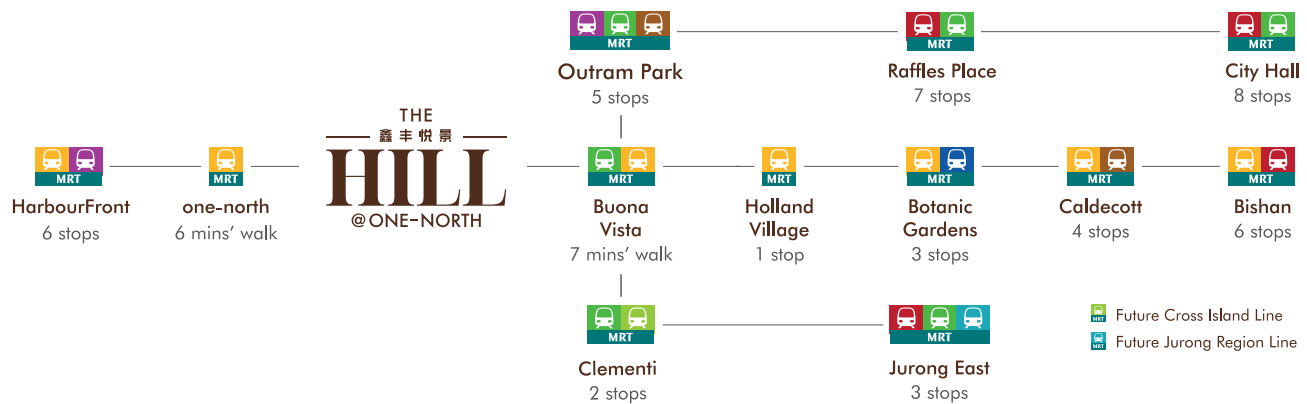 MRT
Outram Park
5 stops
MRT
Raffles Place
7 stops
MRT
City Hall
8 stops
MRT
HarbourFront
6 stops
MRT
one-north
6 mins' walk
THE
鑫丰悦景
HILL
@ONE-NORTH
MRT
Buona
Vista
7 mins' walk
MRT
Holland
Village
1 stop
MRT
Botanic
Gardens
3 stops
MRT
Caldecott
4 stops
MRT
Bishan
6 stops
MRT
Clementi
2 stops
MRT
Jurong East
3 stops
MRT
Future Cross Island Line
MRT
Future Jurong Region Line